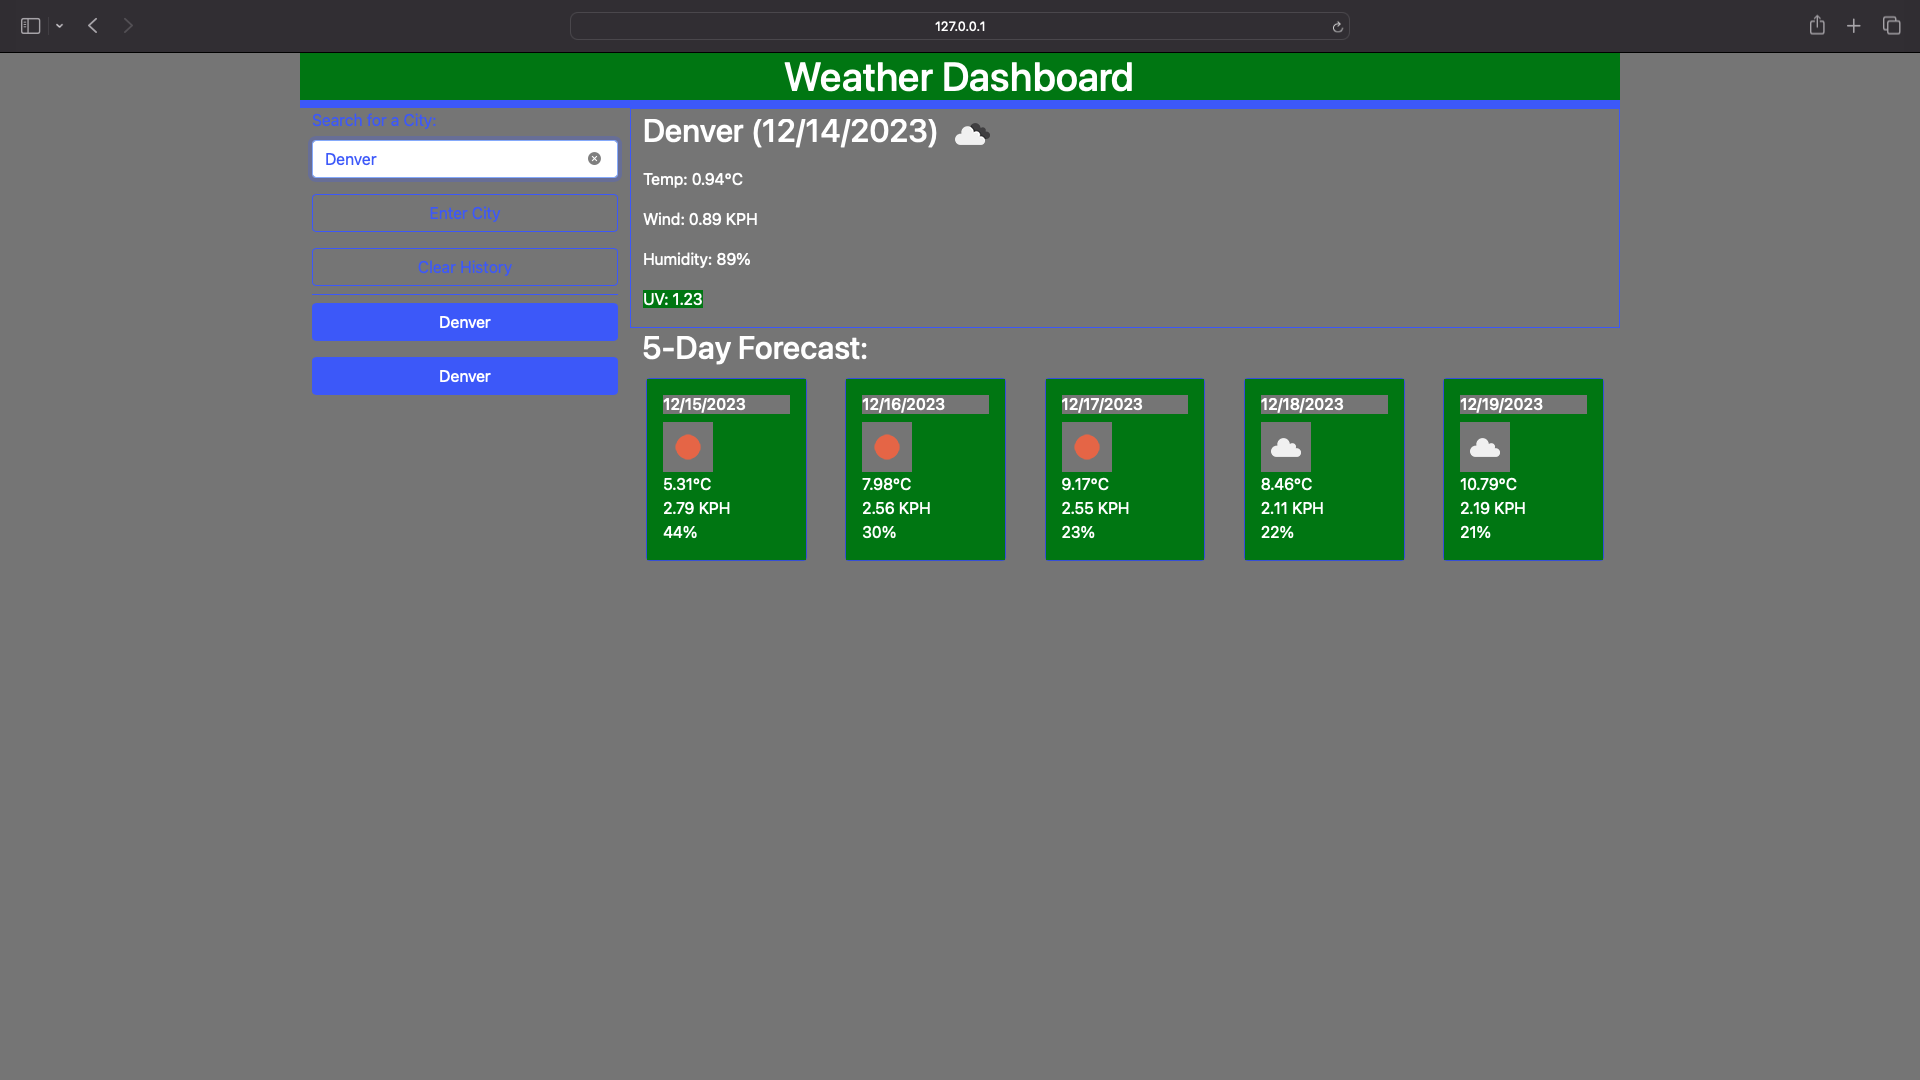 127.0.0.1
Weather Dashboard
Search for a City:
Denver
Enter City
Clear History
Denver
Denver
Denver (12/14/2023)
Temp: 0.94°C
Wind: 0.89 KPH
Humidity: 89%
UV: 1.23
5-Day Forecast:
12/15/2023
5.31°C
2.79 KPH
44%
12/16/2023
7.98°C
2.56 KPH
30%
12/17/2023
9.17°C
2.55 KPH
23%
12/18/2023
8.46°C
2.11 KPH
22%
12/19/2023
10.79°C
2.19 KPH
21%